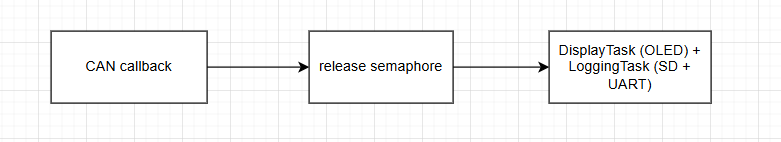 CAN callback
release semaphore
DisplayTask (OLED) +
LoggingTask (SD +
UART)